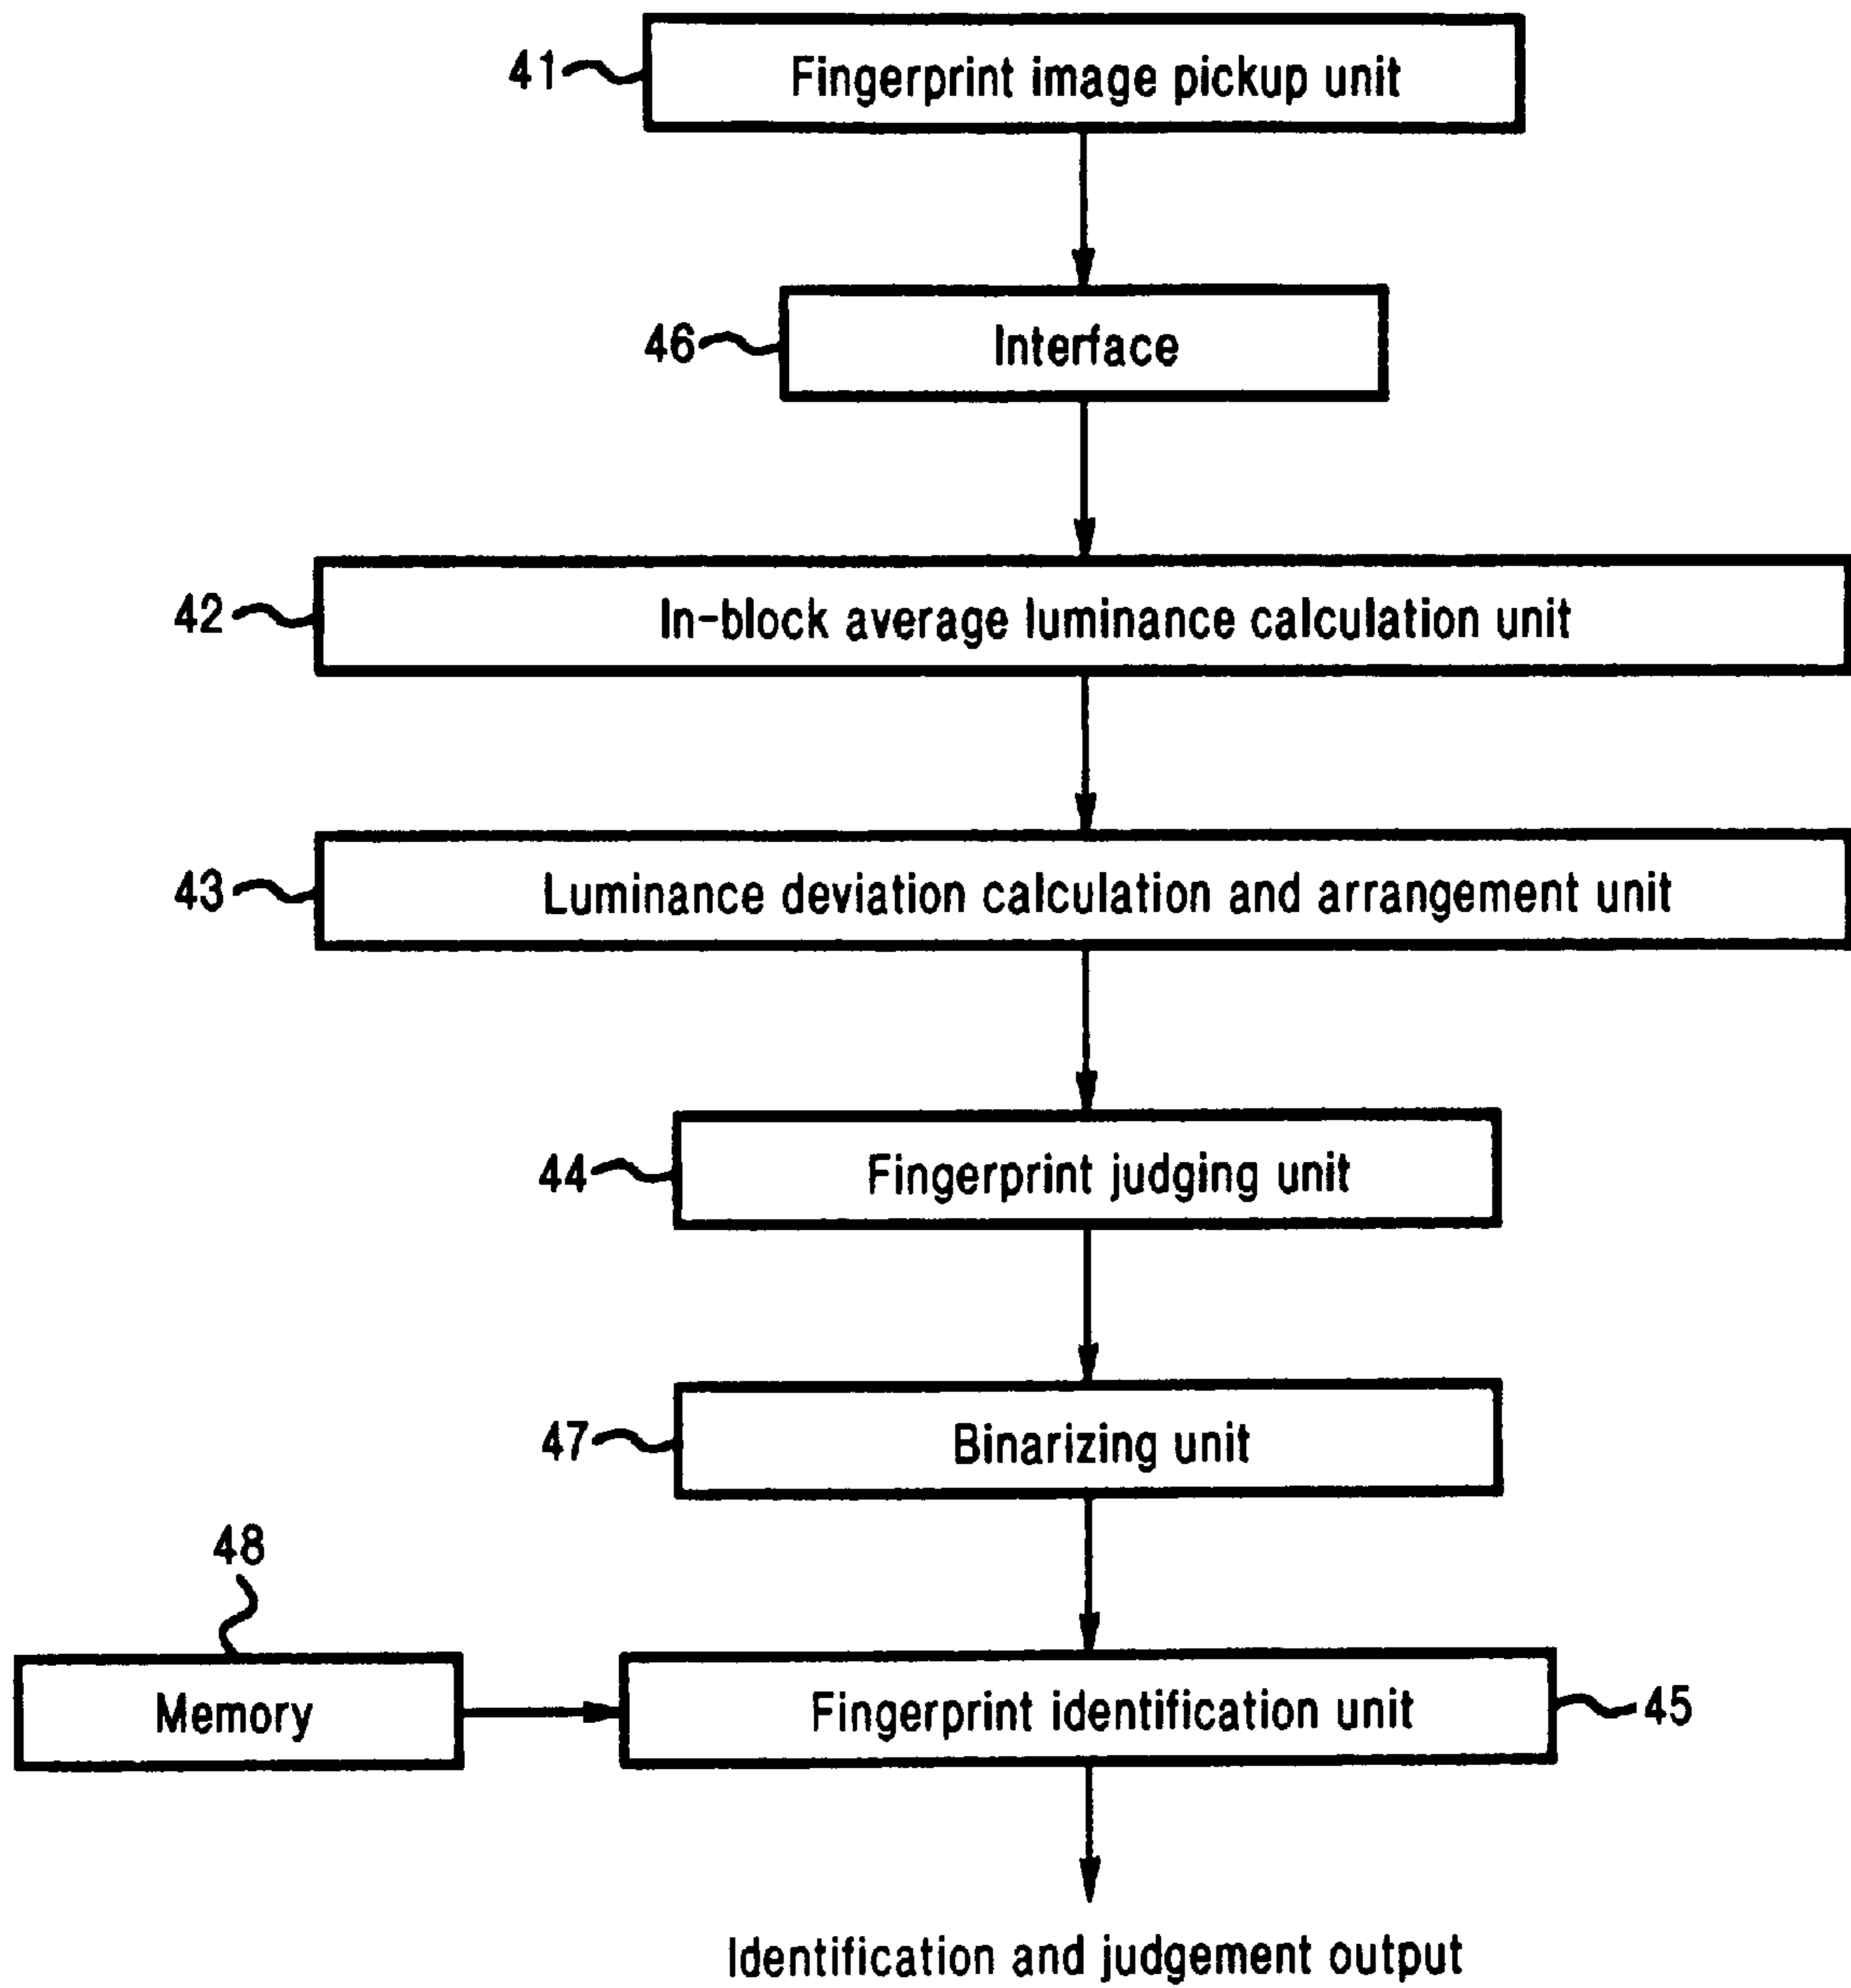 41
Fingerprint image pickup unit
46
Interface
42
In-block average luminance calculation unit
43
Luminance deviation calculation and arrangement unit
44
Fingerprint judging unit
47
Binarizing unit
48
Memory
Fingerprint identification unit
45
Identification and judgement output